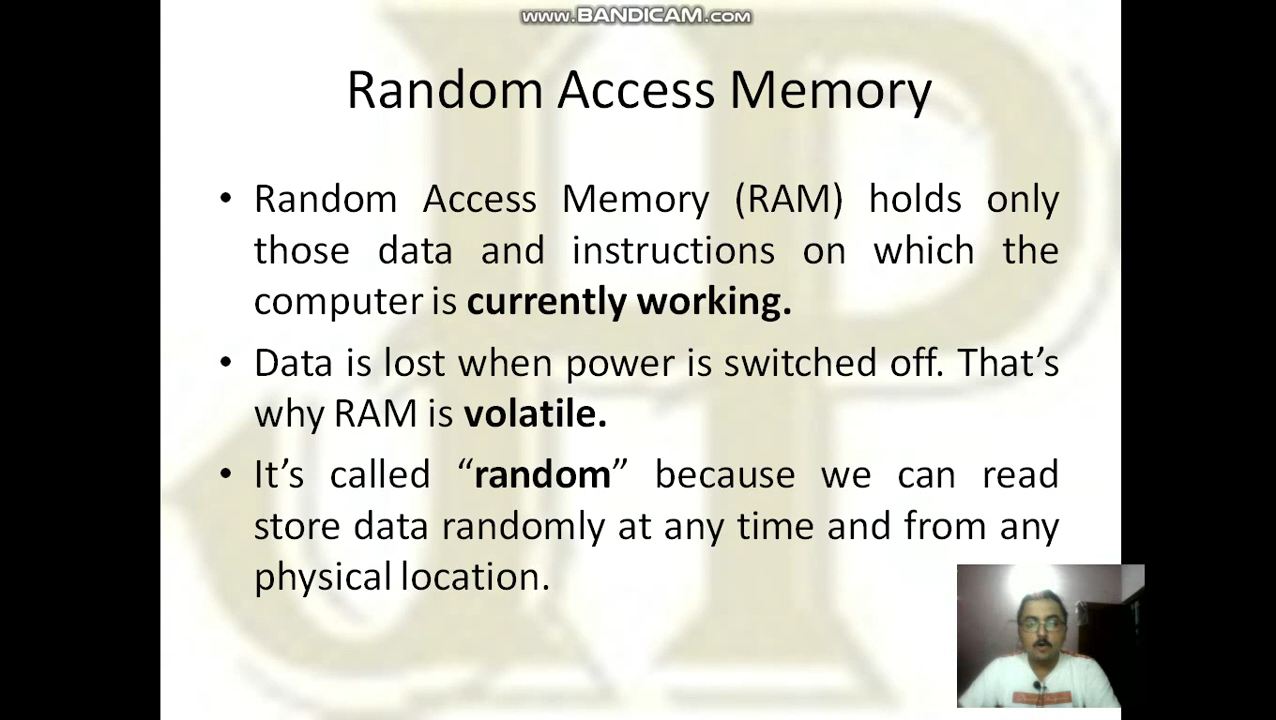 www.BANDICAM.com
Random Access Memory
• Random Access Memory (RAM) holds only
those data and instructions on which the
computer is currently working.
• Data is lost when power is switched off. That’s
why RAM is volatile.
• It’s called “random” because we can read
store data randomly at any time and from any
physical location.